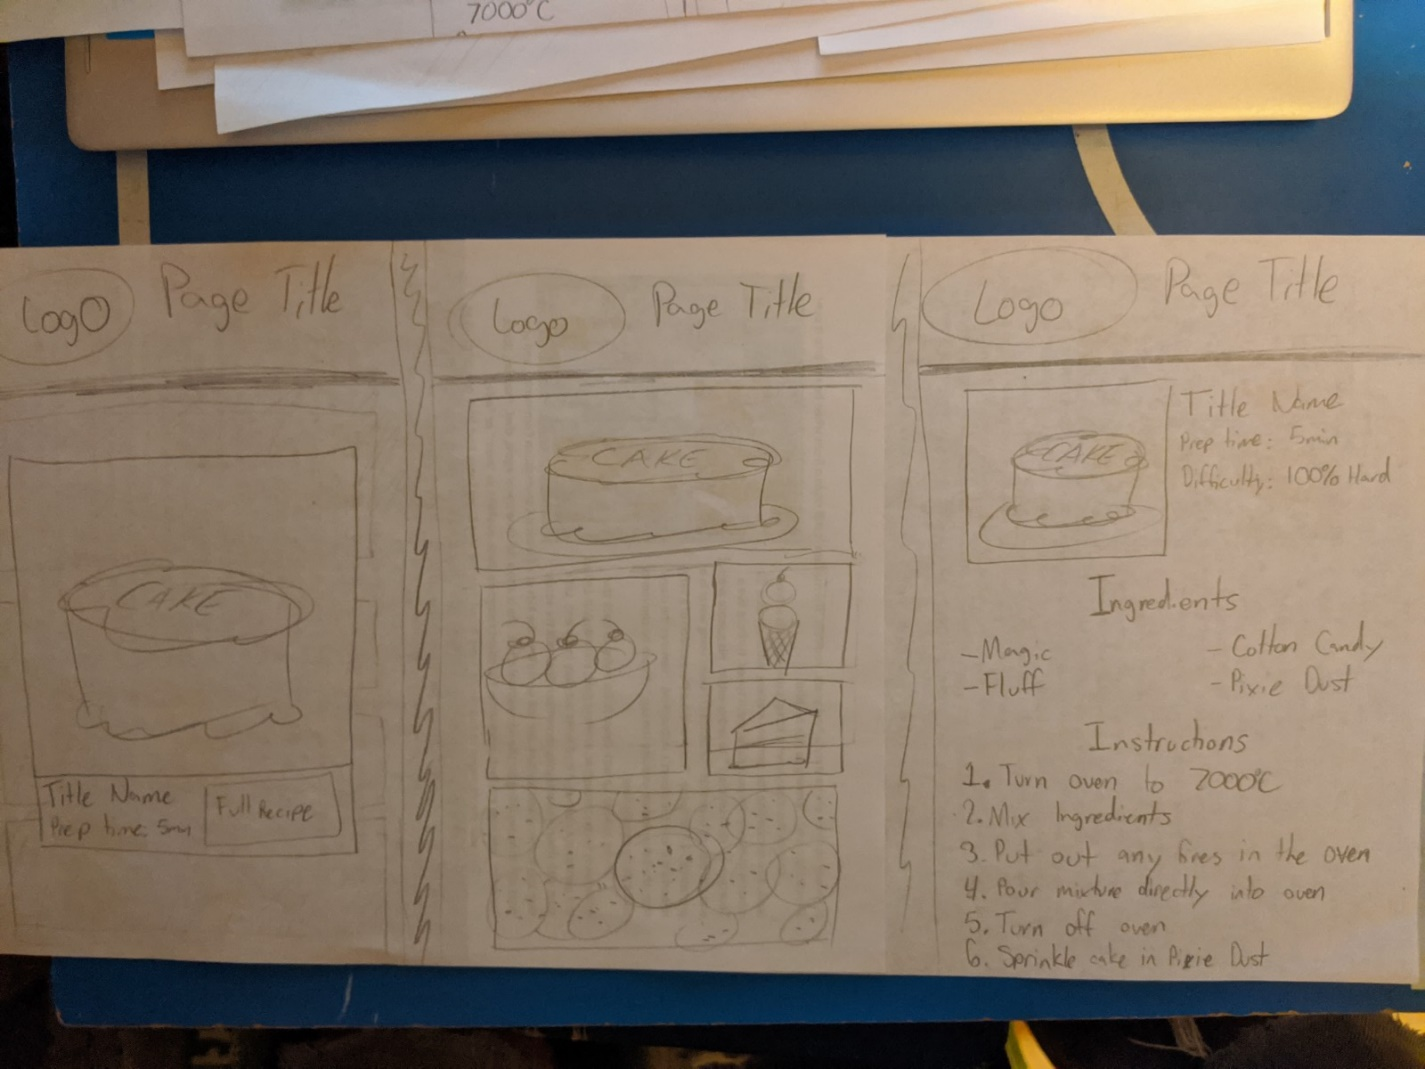 7000°C
Logo
Page Title
CAKE
Title Name
Prep time: 5min
Full Recipe
Logo
Page Title
CAKE
Logo
Page Title
CAKE
Title Name
Prep time: 5min
Difficulty: 100% Hard
Ingredients
-Magic
-Cotton Candy
-Fluff
-Pixie Dust
Instructions
1. Turn oven to 7000°C
2. Mix Ingredients
3. Put out any fires in the oven
4. Pour mixture directly into oven
5. Turn off oven
6. Sprinkle cake in Pixie Dust